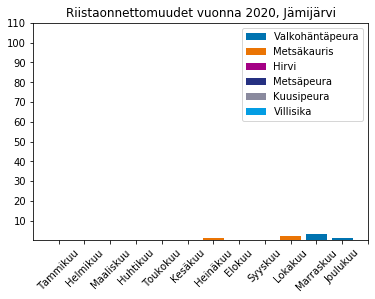 Riistaonnettomuudet vuonna 2020, Jämijärvi
110
100
90
80
70
60
50
40
30
20
10
Valkohäntäpeura
Metsäkauris
Hirvi
Metsäpeura
Kuusipeura
Villisika
Tammikuu
Helmikuu
Maaliskuu
Huhtikuu
Toukokuu
Kesäkuu
Heinäkuu
Elokuu
Syyskuu
Lokakuu
Marraskuu
Joulukuu